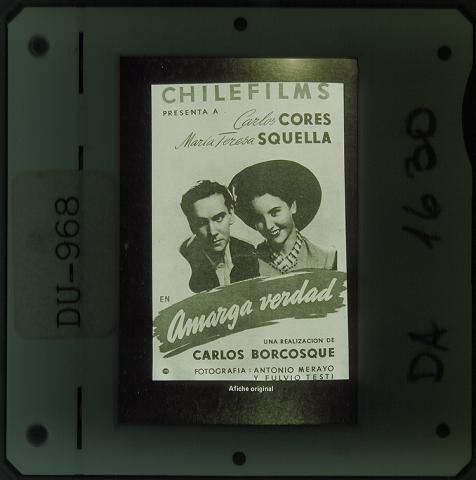 CHILEFILMS
PRESENTA A Carlos CORES
María Teresa SQUELLA
EN
Amarga verdad
UNA REALIZACION DE
CARLOS BORCOSQUE
FOTOGRAFIA: ANTONIO MERAYO
Y FULVIO TESTI
Afiche original
DU-968
DA 1630